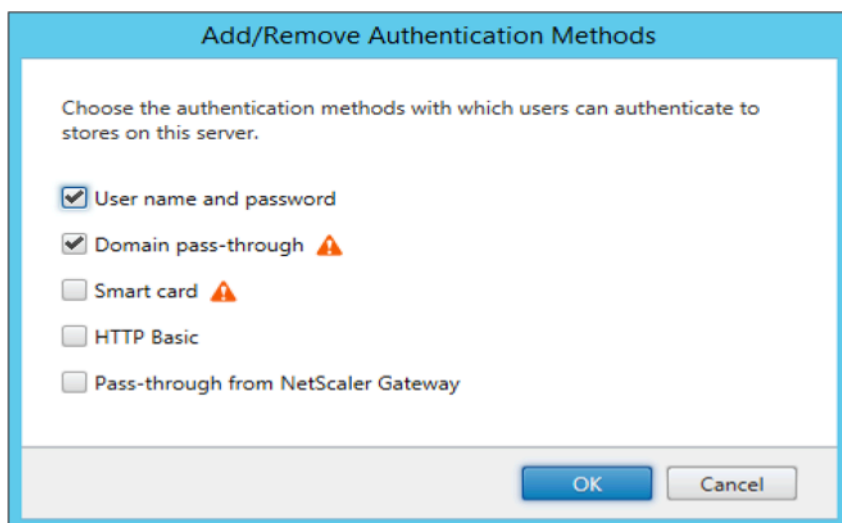 Add/Remove Authentication Methods
Choose the authentication methods with which users can authenticate to
stores on this server.
User name and password
Domain pass-through
Smart card
HTTP Basic
Pass-through from NetScaler Gateway
OK
Cancel